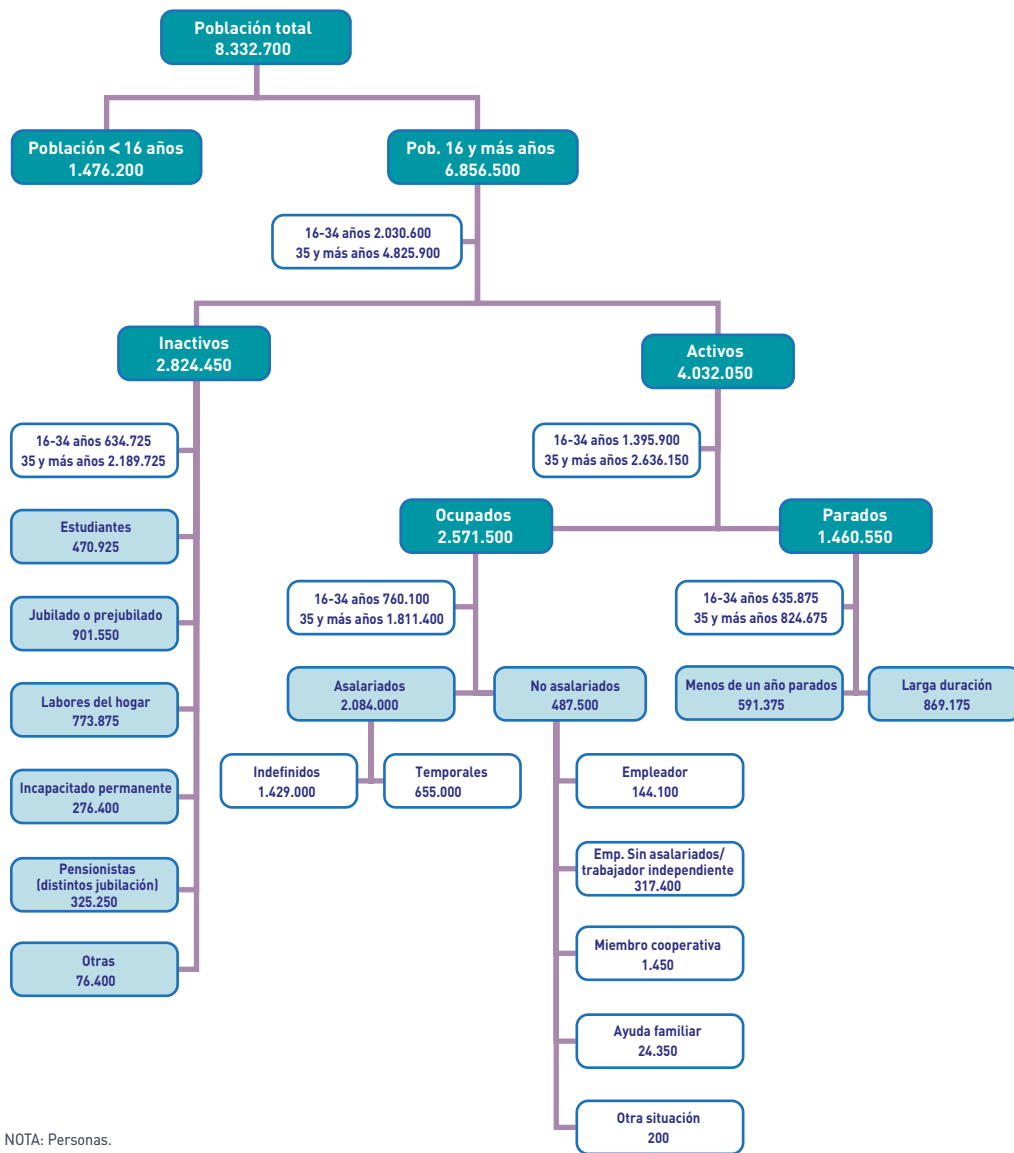 Población total
8.332.700
Población < 16 años
1.476.200
Pob. 16 y más años
6.856.500
16-34 años 2.030.600
35 y más años 4.825.900
Inactivos
2.824.450
Activos
4.032.050
16-34 años 634.725
35 y más años 2.189.725
16-34 años 1.395.900
35 y más años 2.636.150
Estudiantes
470.925
Ocupados
2.571.500
Parados
1.460.550
Jubilado o prejubilado
901.550
16-34 años 760.100
35 y más años 1.811.400
16-34 años 635.875
35 y más años 824.675
Labores del hogar
773.875
Asalariados
2.084.000
No asalariados
487.500
Menos de un año parados
591.375
Larga duración
869.175
Incapacitado permanente
276.400
Indefinidos
1.429.000
Temporales
655.000
Empleador
144.100
Pensionistas
(distintos jubilación)
325.250
Emp. Sin asalariados/
trabajador independiente
317.400
Otras
76.400
Miembro cooperativa
1.450
Ayuda familiar
24.350
Otra situación
200
NOTA: Personas.